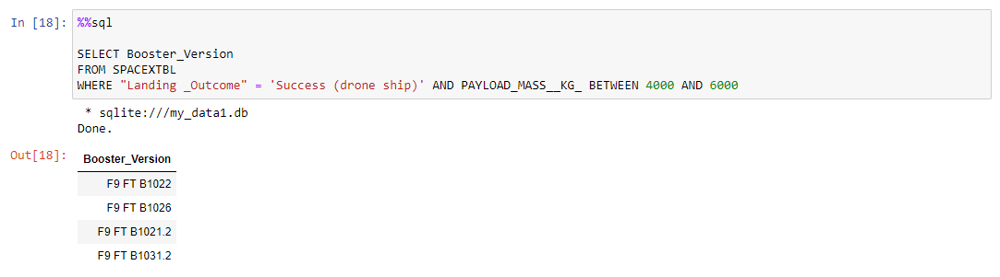 In [18]: %%sql
SELECT Booster_Version
FROM SPACEXTBL
WHERE "Landing _Outcome" = 'Success (drone ship)' AND PAYLOAD_MASS__KG_ BETWEEN 4000 AND 6000
* sqlite:///my_data1.db
Done.
Out[18]: Booster_Version
F9 FT B1022
F9 FT B1026
F9 FT B1021.2
F9 FT B1031.2